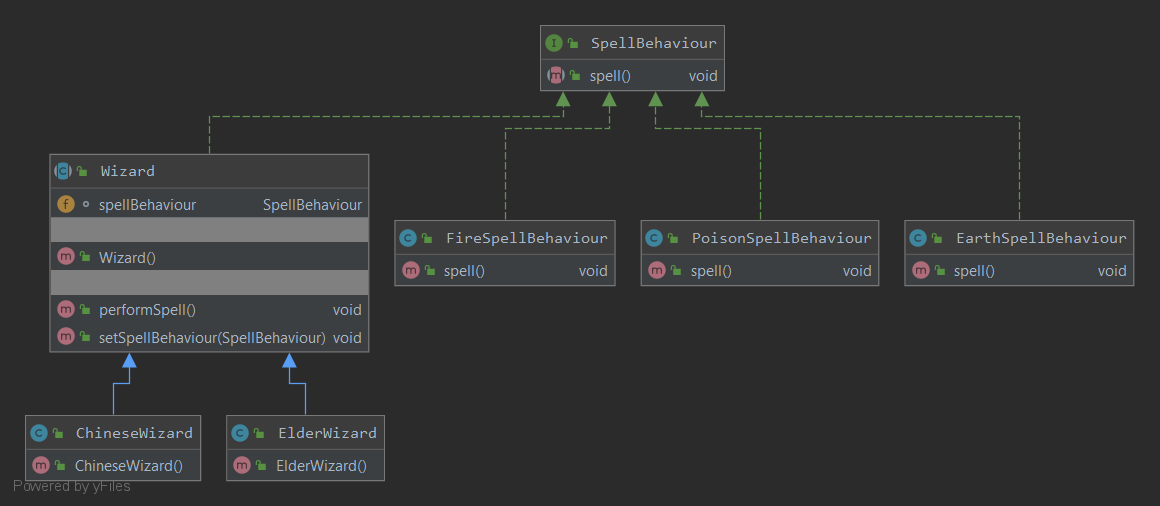 SpellBehaviour
spell() void
Wizard
spellBehaviour SpellBehaviour
Wizard()
performSpell() void
setSpellBehaviour(SpellBehaviour) void
FireSpellBehaviour
spell() void
PoisonSpellBehaviour
spell() void
EarthSpellBehaviour
spell() void
ChineseWizard
ChineseWizard()
ElderWizard
ElderWizard()
Powered by yFiles